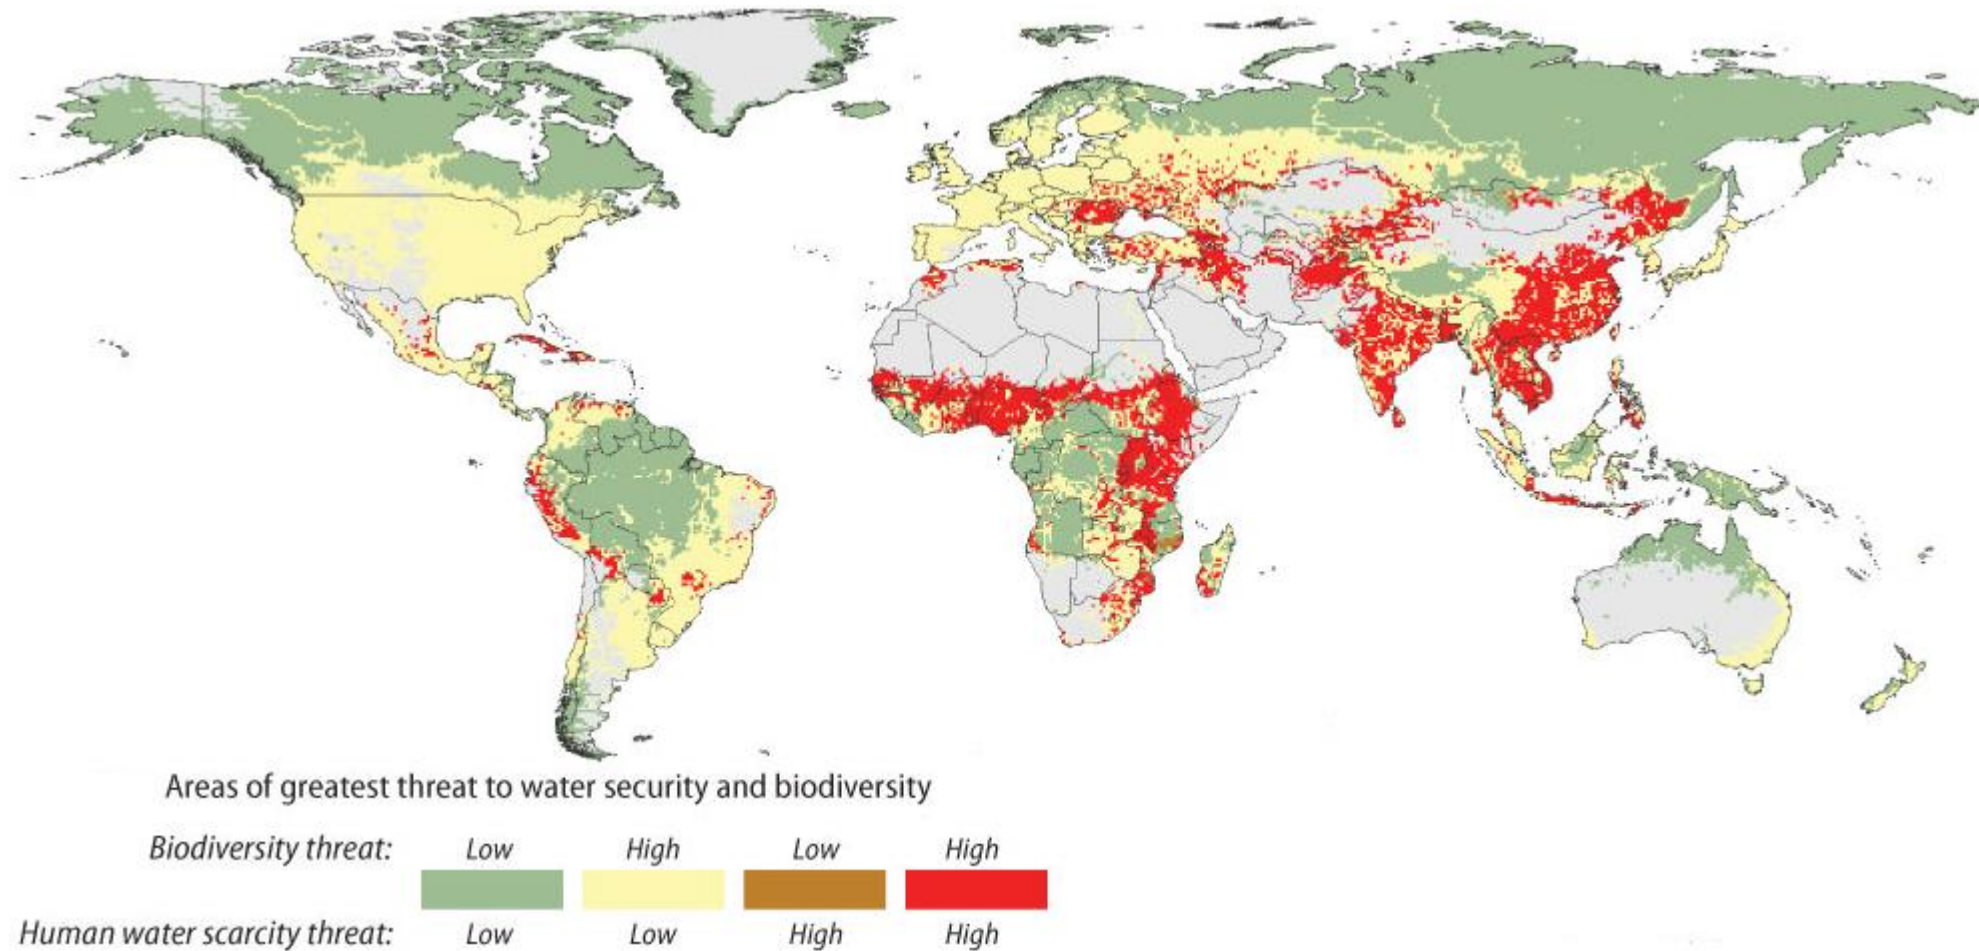 Areas of greatest threat to water security and biodiversity
Biodiversity threat: Low High Low High
Human water scarcity threat: Low Low High High